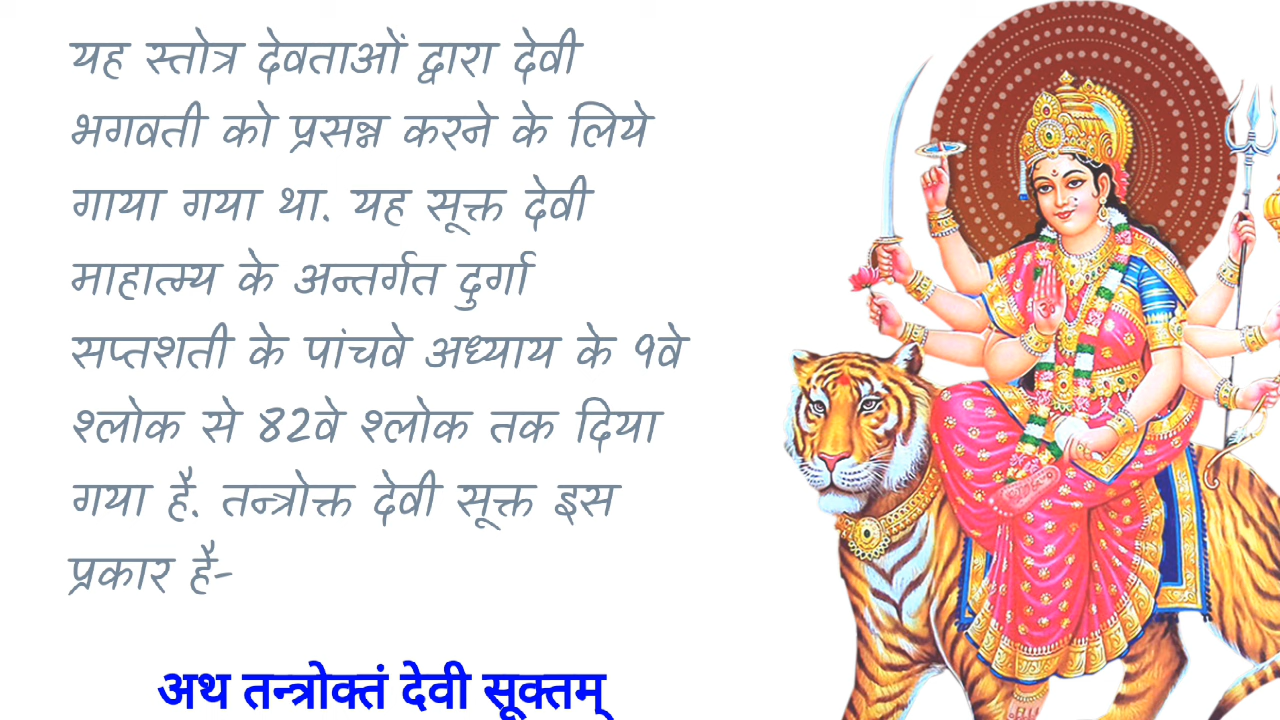 यह स्तोत्र देवताओं द्वारा देवी
भगवती को प्रसन्न करने के लिये
गाया गया था. यह सूक्त देवी
माहात्म्य के अन्तर्गत दुर्गा
सप्तशती के पांचवे अध्याय के 9वे
श्लोक से 82वे श्लोक तक दिया
गया है. तन्त्रोक्त देवी सूक्त इस
प्रकार है-
अथ तन्त्रोक्तं देवी सूक्तम्